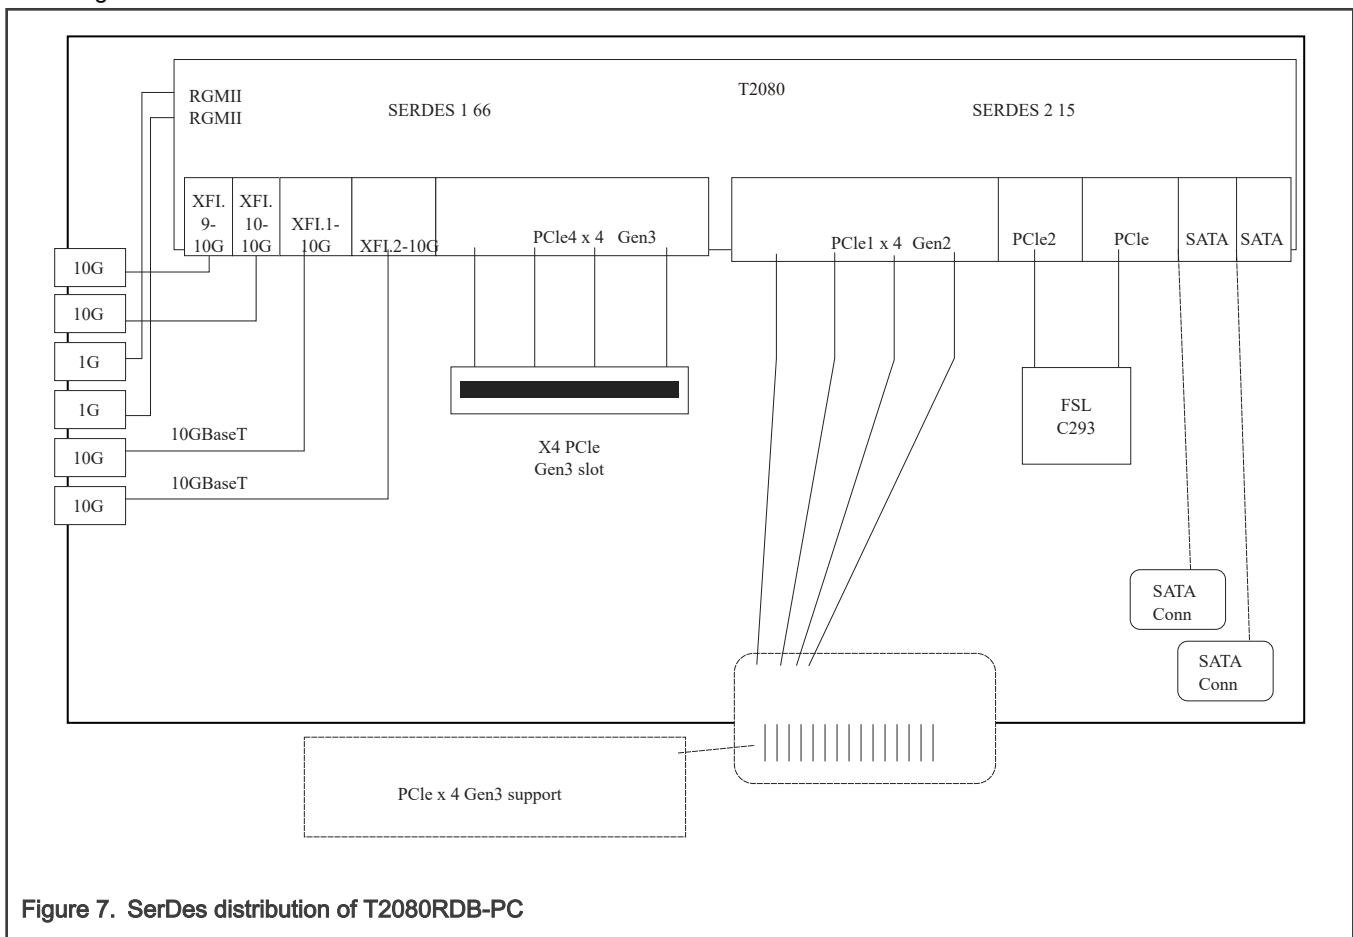 T2080
RGMII
RGMII
SERDES 1 66
SERDES 2 15
XFI.
9-
10G
XFI.
10-
10G
XFI.1-
10G
XFI.2-10G
PCle4 x 4 Gen3
PCle1 x 4 Gen2
PCle2
PCle
SATA
SATA
10G
10G
1G
1G
10G
10G
10GBaseT
10GBaseT
X4 PCle
Gen3 slot
FSL
C293
SATA
Conn
SATA
Conn
PCle x 4 Gen3 support
Figure 7. SerDes distribution of T2080RDB-PC